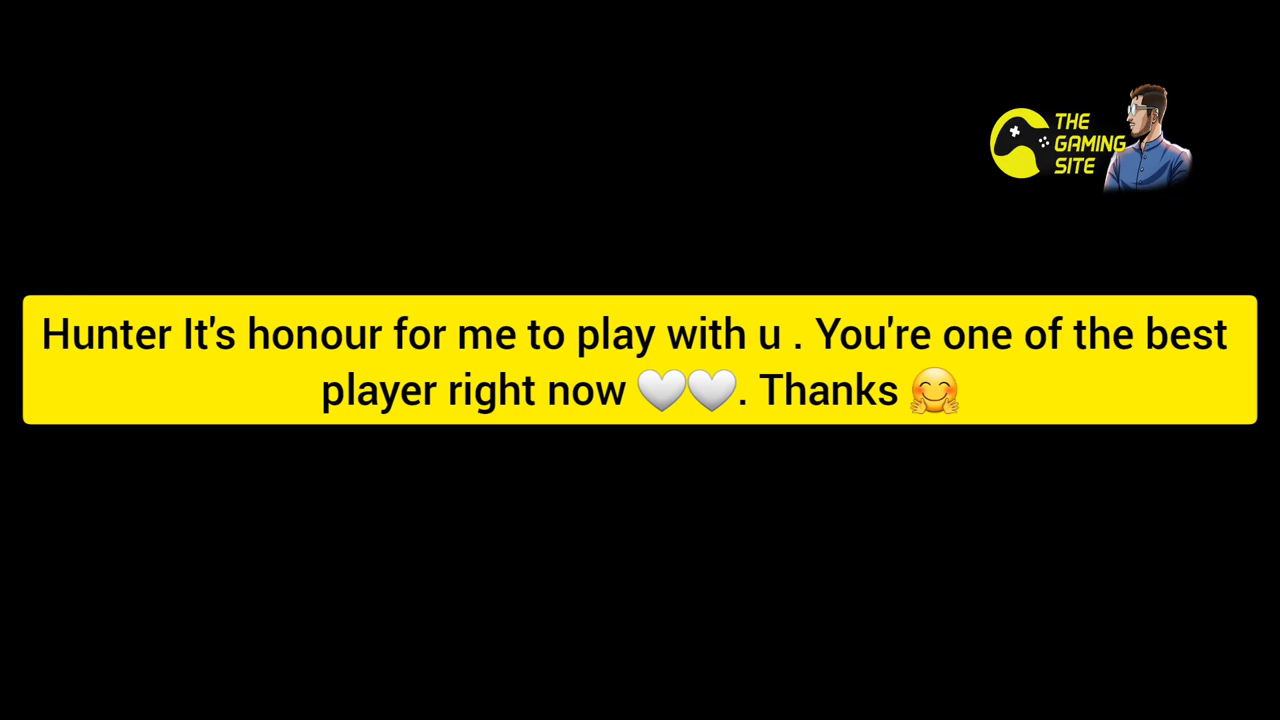 THE
GAMING
SITE
Hunter It's honour for me to play with u . You're one of the best
player right now 🤍🤍. Thanks 🤗